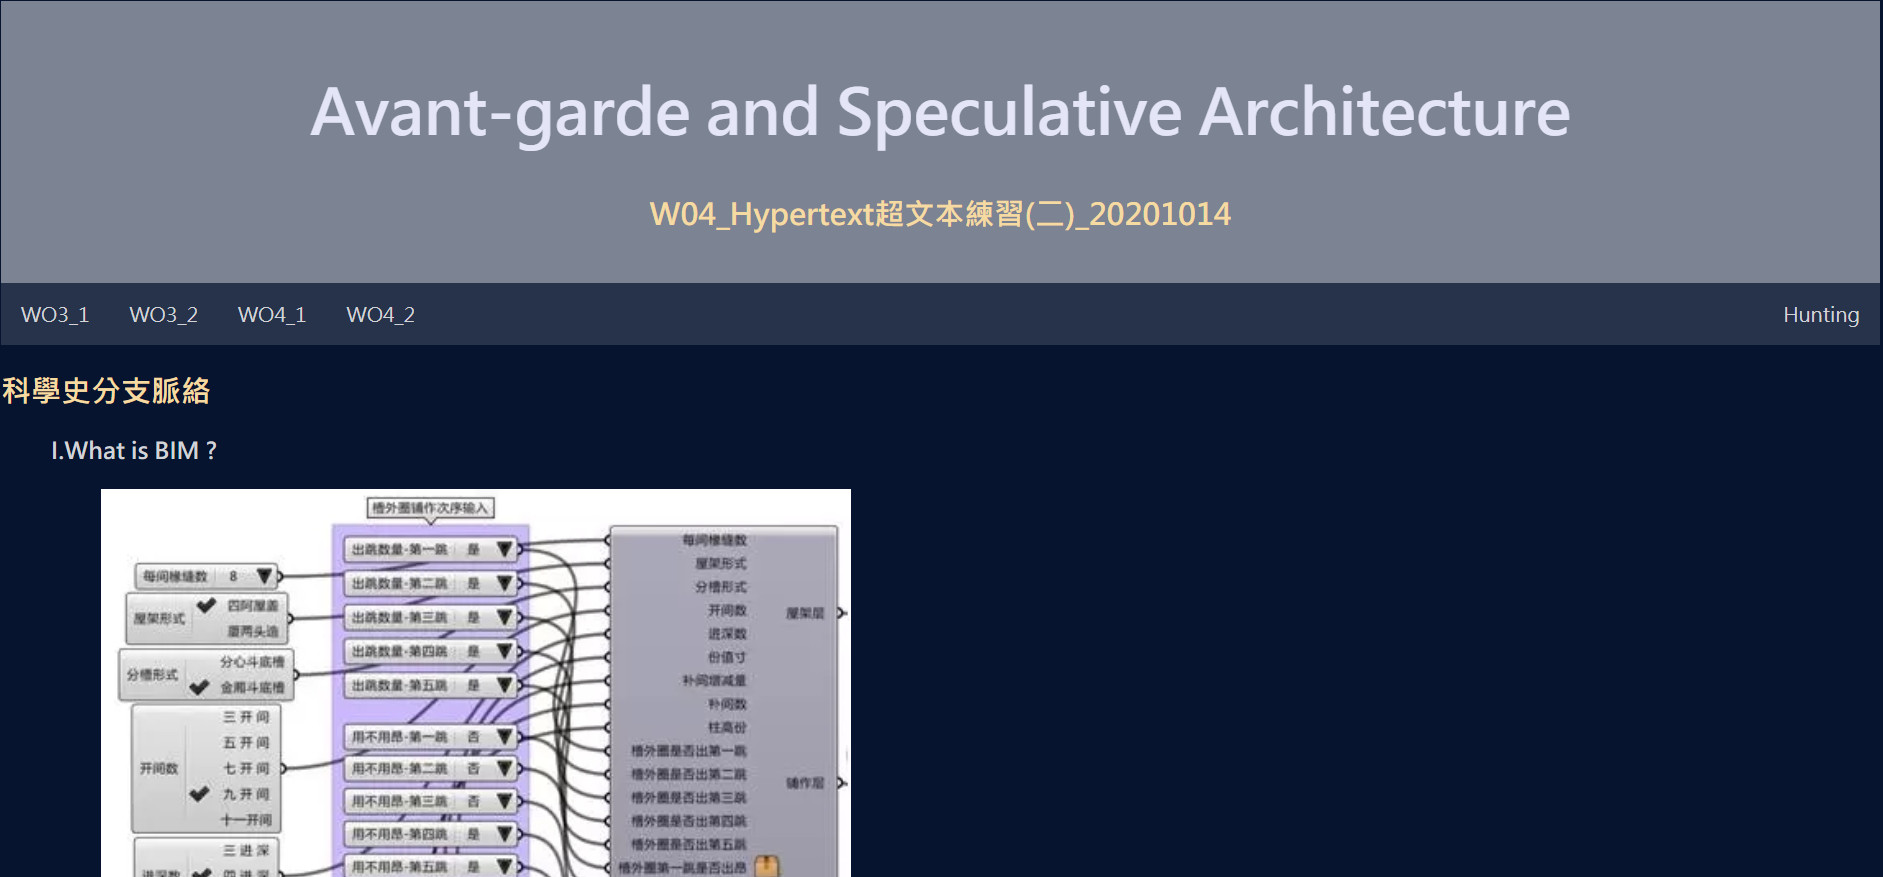 Avant-garde and Speculative Architecture
W04_Hypertext超文本練習(二)_20201014
WO3_1 WO3_2 WO4_1 WO4_2 Hunting
科學史分支脈絡
I.What is BIM ?
槽外圈铺作次序输入
每间椽缝数 8
屋架形式
四阿屋盖
厦两头造
分槽形式
分心斗底槽
金厢斗底槽
开间数
三 开 间
五 开 间
七 开 间
九 开 间
十一开间
三 进 深
出跳数量-第一跳 是
出跳数量-第二跳 是
出跳数量-第三跳 是
出跳数量-第四跳 是
出跳数量-第五跳 是
用不用昂-第一跳 否
用不用昂-第二跳 否
用不用昂-第三跳 否
用不用昂-第四跳 是
用不用昂-第五跳 是
每间椽缝数
屋架形式
分槽形式
开间数
进深数
份值寸
补间增减量
补间数
柱高份
槽外圈是否出第一跳
槽外圈是否出第二跳
槽外圈是否出第三跳
槽外圈是否出第四跳
槽外圈是否出第五跳
槽外圈第一跳是否出昂
屋架层
铺作层